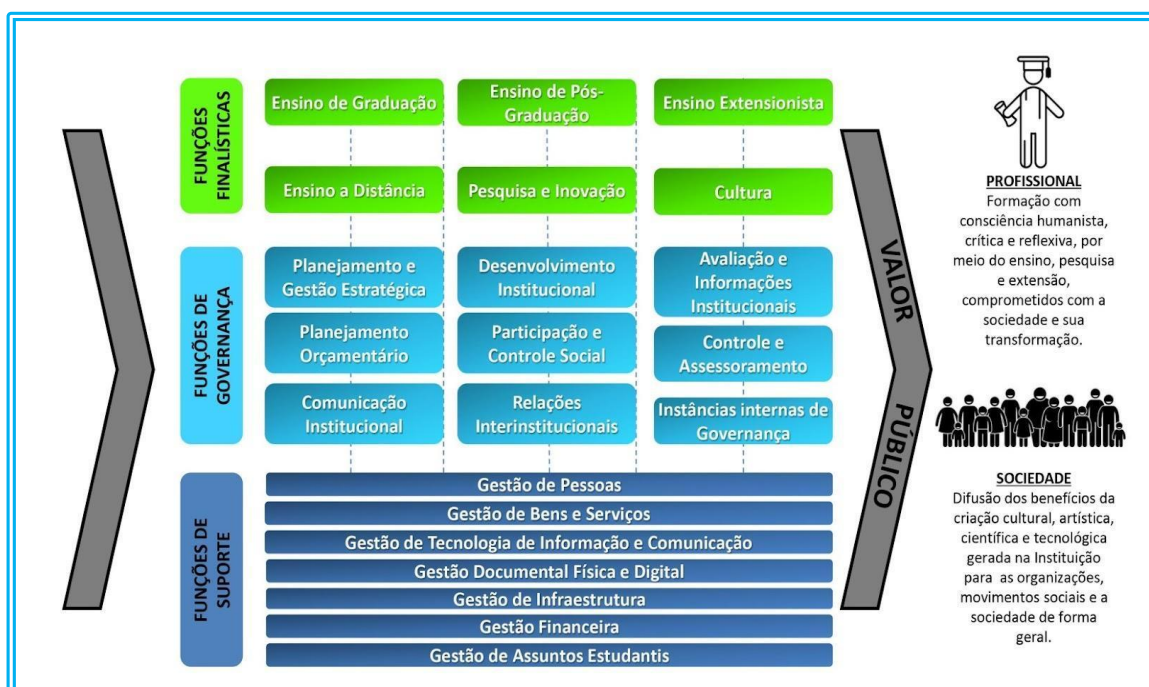 FUNÇÕES
FINALÍSTICAS
Ensino de Graduação
Ensino de Pós-
Graduação
Ensino Extensionista
Ensino a Distância
Pesquisa e Inovação
Cultura
FUNÇÕES DE
GOVERNANÇA
Planejamento e
Gestão Estratégica
Desenvolvimento
Institucional
Avaliação e
Informações
Institucionais
Planejamento
Orçamentário
Participação e
Controle Social
Controle e
Assessoramento
Comunicação
Institucional
Relações
Interinstitucionais
Instâncias internas de
Governança
FUNÇÕES DE
SUPORTE
Gestão de Pessoas
Gestão de Bens e Serviços
Gestão de Tecnologia de Informação e Comunicação
Gestão Documental Física e Digital
Gestão de Infraestrutura
Gestão Financeira
Gestão de Assuntos Estudantis
VALOR
PÚBLICO
PROFISSIONAL
Formação com
consciência humanista,
crítica e reflexiva, por
meio do ensino, pesquisa
e extensão,
comprometidos com a
sociedade e sua
transformação.
SOCIEDADE
Difusão dos benefícios da
criação cultural, artística,
científica e tecnológica
gerada na Instituição
para as organizações,
movimentos sociais e a
sociedade de forma
geral.